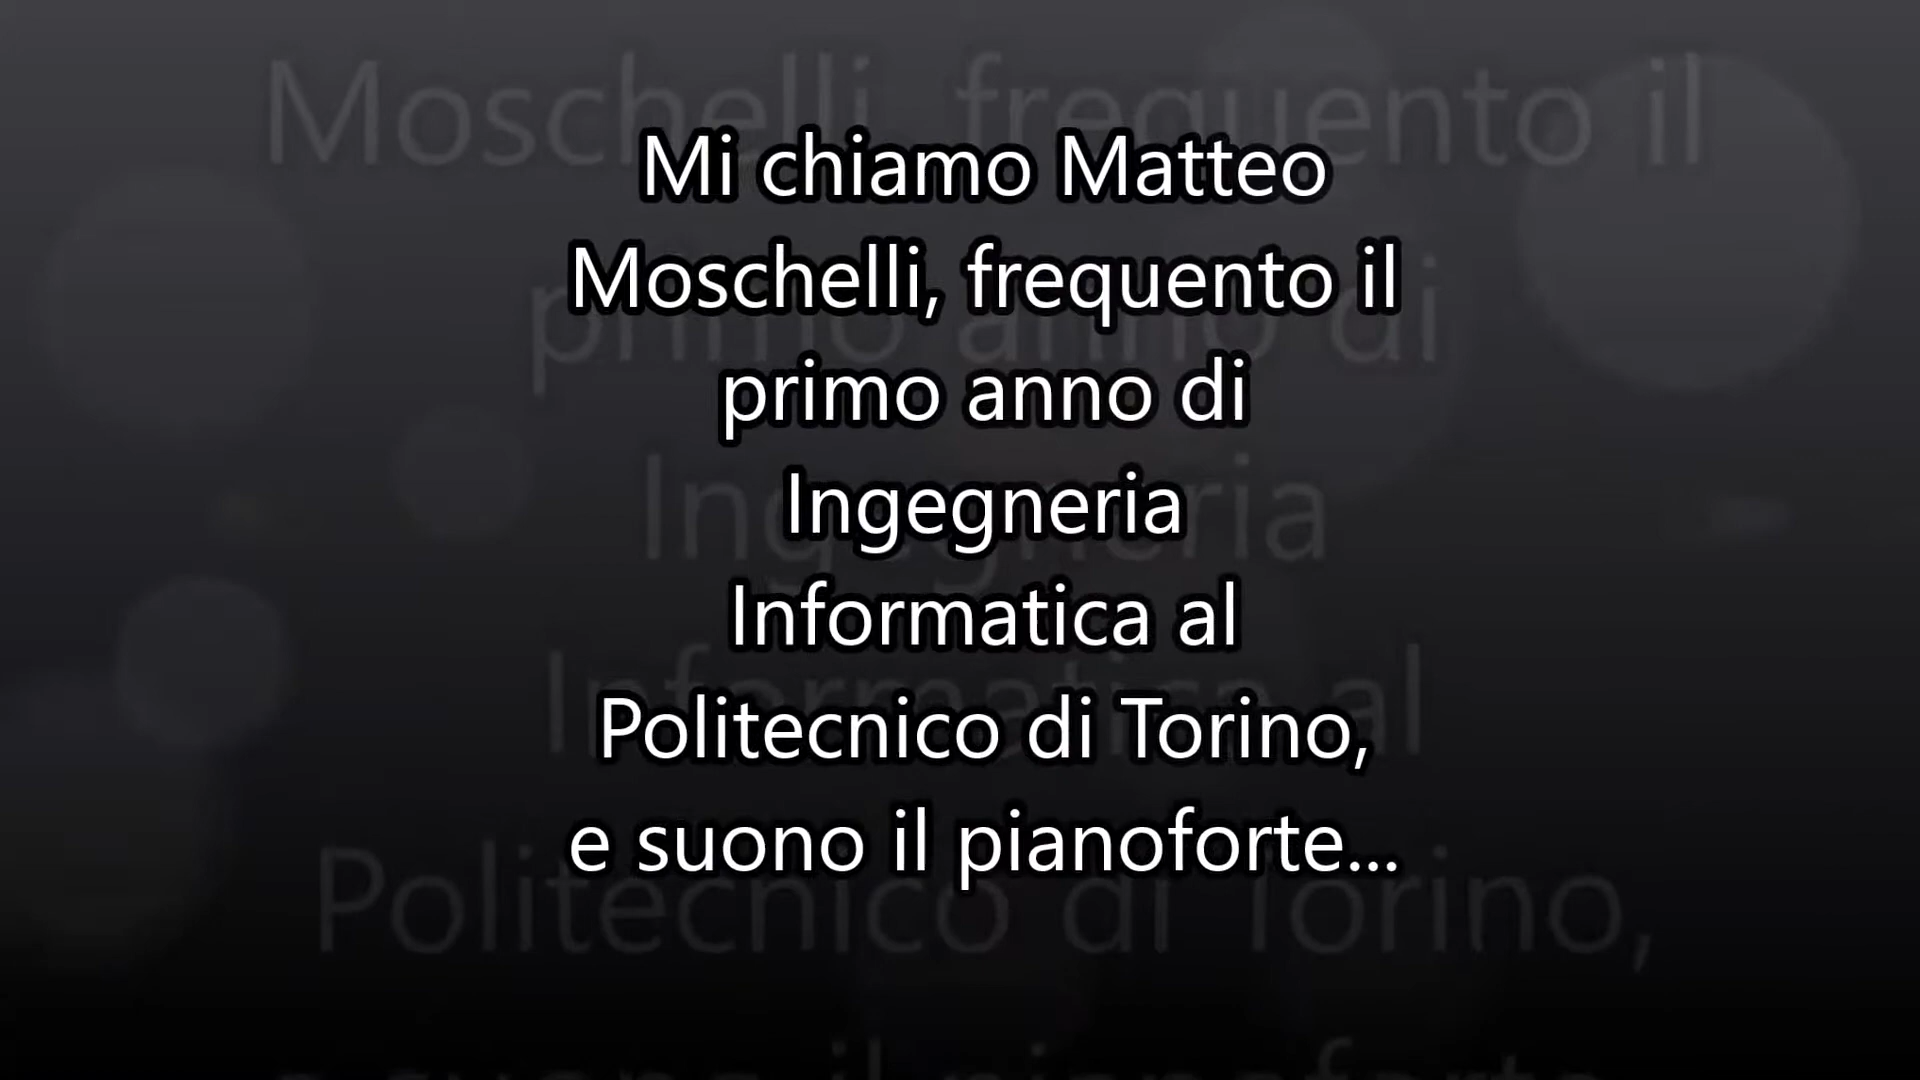 Mi chiamo Matteo
Moschelli, frequento il
primo anno di
Ingegneria
Informatica al
Politecnico di Torino,
e suono il pianoforte...